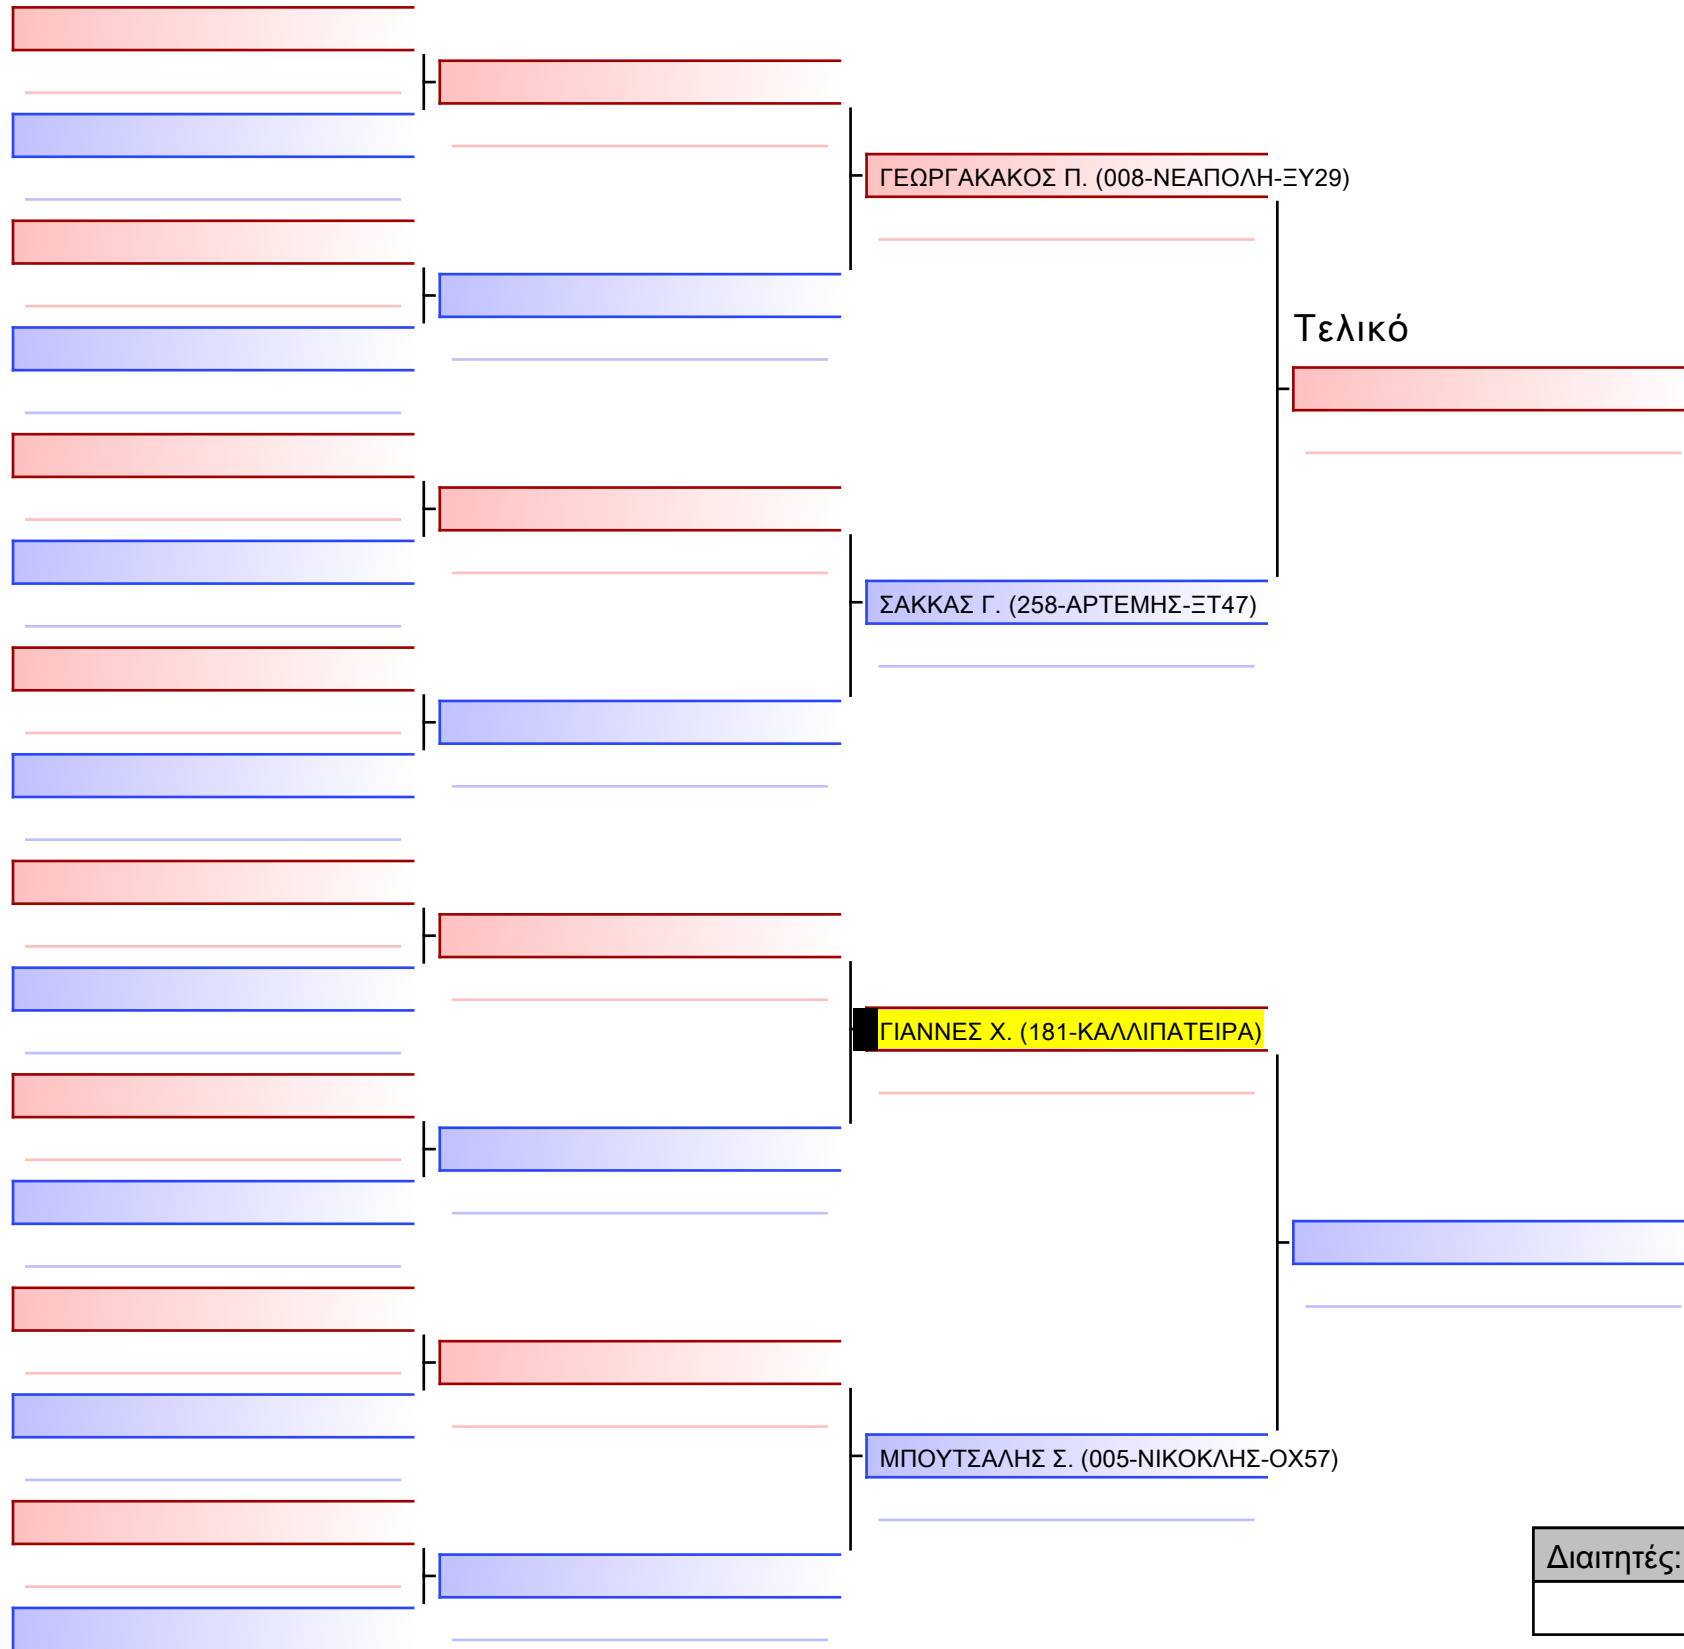 ΓΕΩΡΓΑΚΑΚΟΣ Π. (008-ΝΕΑΠΟΛΗ-ΞΥ29)
Τελικό
ΣΑΚΚΑΣ Γ. (258-ΑΡΤΕΜΗΣ-ΞΤ47)
ΓΙΑΝΝΕΣ Χ. (181-ΚΑΛΛΙΠΑΤΕΙΡΑ)
ΜΠΟΥΤΣΑΛΗΣ Σ. (005-ΝΙΚΟΚΛΗΣ-ΟΧ57)
Διαιτητές: